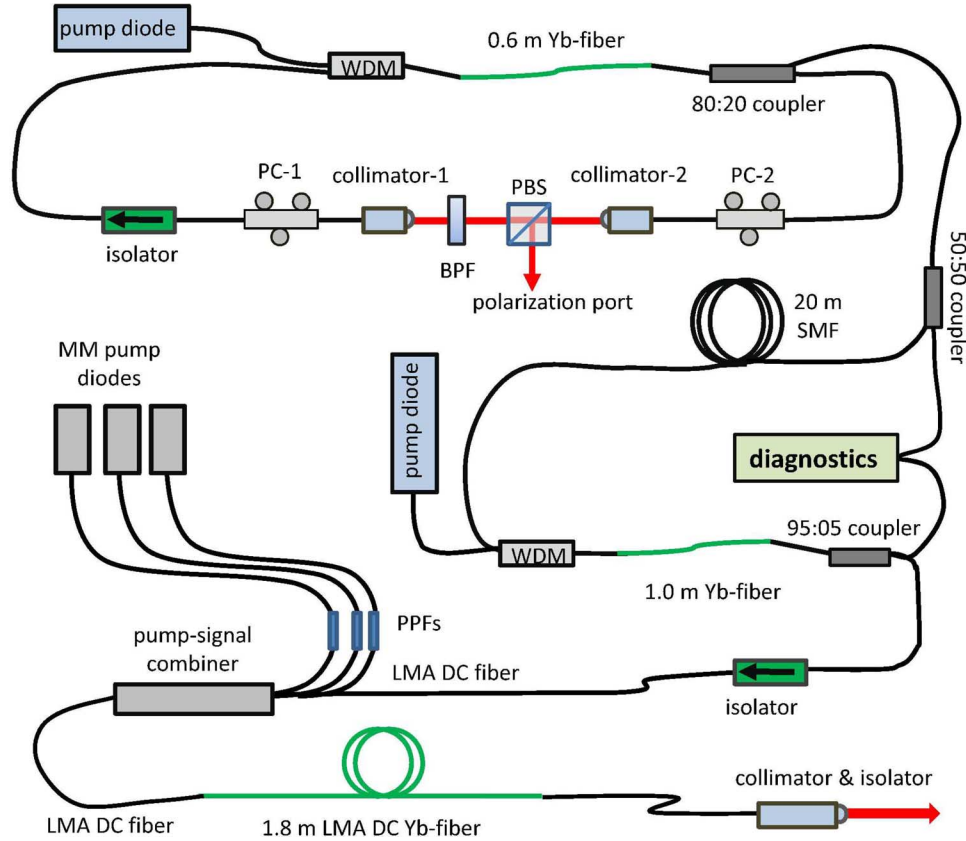 pump diode
WDM
0.6 m Yb-fiber
80:20 coupler
PC-1
collimator-1
PBS
collimator-2
PC-2
isolator
BPF
polarization port
50:50 coupler
20 m
SMF
MM pump
diodes
pump diode
diagnostics
95:05 coupler
WDM
1.0 m Yb-fiber
PPFs
pump-signal
combiner
LMA DC fiber
isolator
collimator & isolator
LMA DC fiber
1.8 m LMA DC Yb-fiber